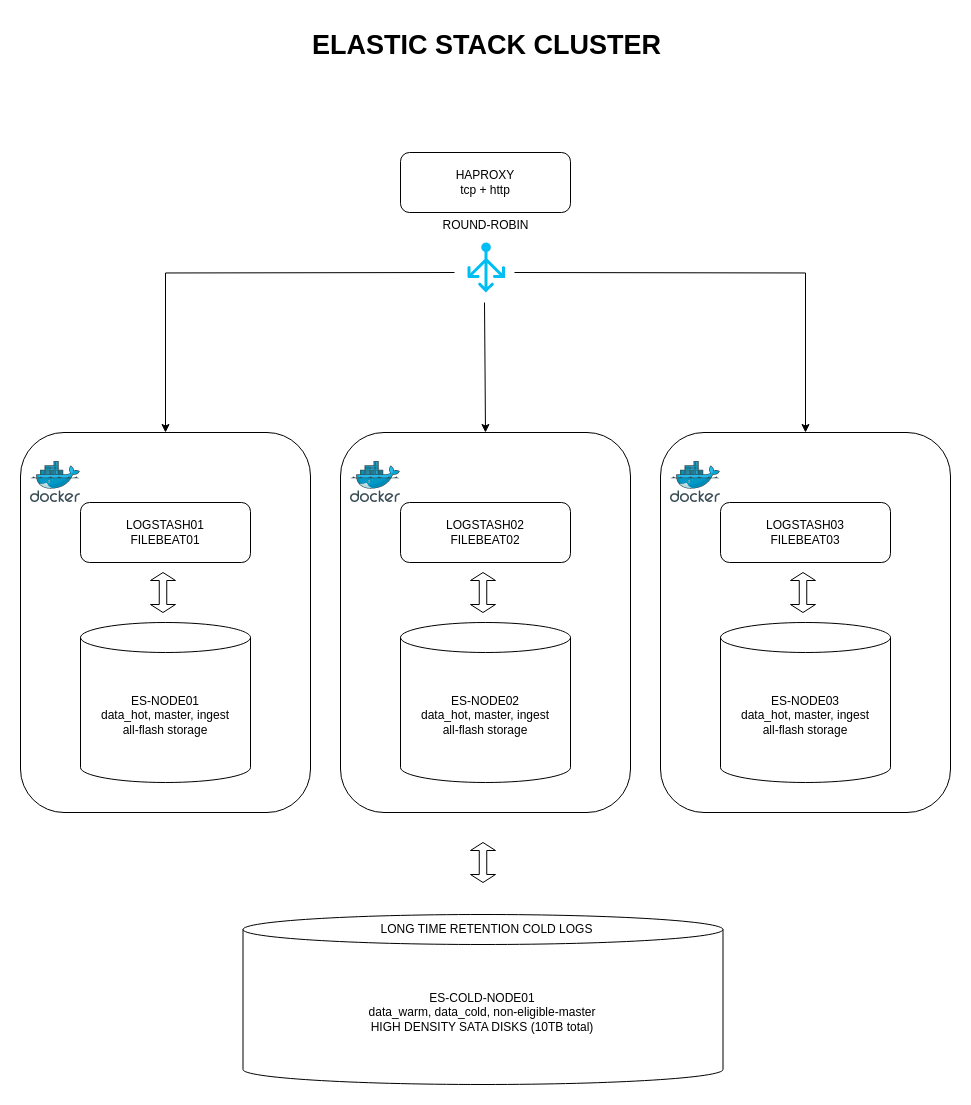 ELASTIC STACK CLUSTER
HAPROXY
tcp + http
ROUND-ROBIN
docker
LOGSTASH01
FILEBEAT01
ES-NODE01
data_hot, master, ingest
all-flash storage
docker
LOGSTASH02
FILEBEAT02
ES-NODE02
data_hot, master, ingest
all-flash storage
docker
LOGSTASH03
FILEBEAT03
ES-NODE03
data_hot, master, ingest
all-flash storage
LONG TIME RETENTION COLD LOGS
ES-COLD-NODE01
data_warm, data_cold, non-eligible-master
HIGH DENSITY SATA DISKS (10TB total)